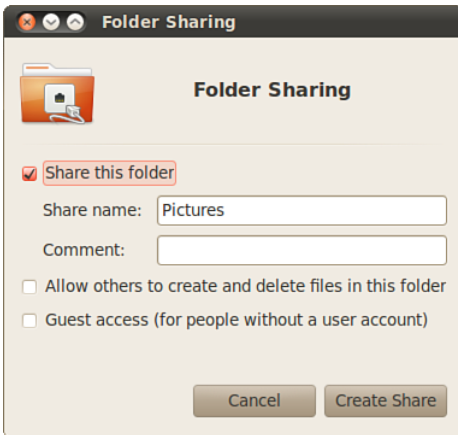 Folder Sharing
Folder Sharing
Share this folder
Share name: Pictures
Comment:
Allow others to create and delete files in this folder
Guest access (for people without a user account)
Cancel Create Share